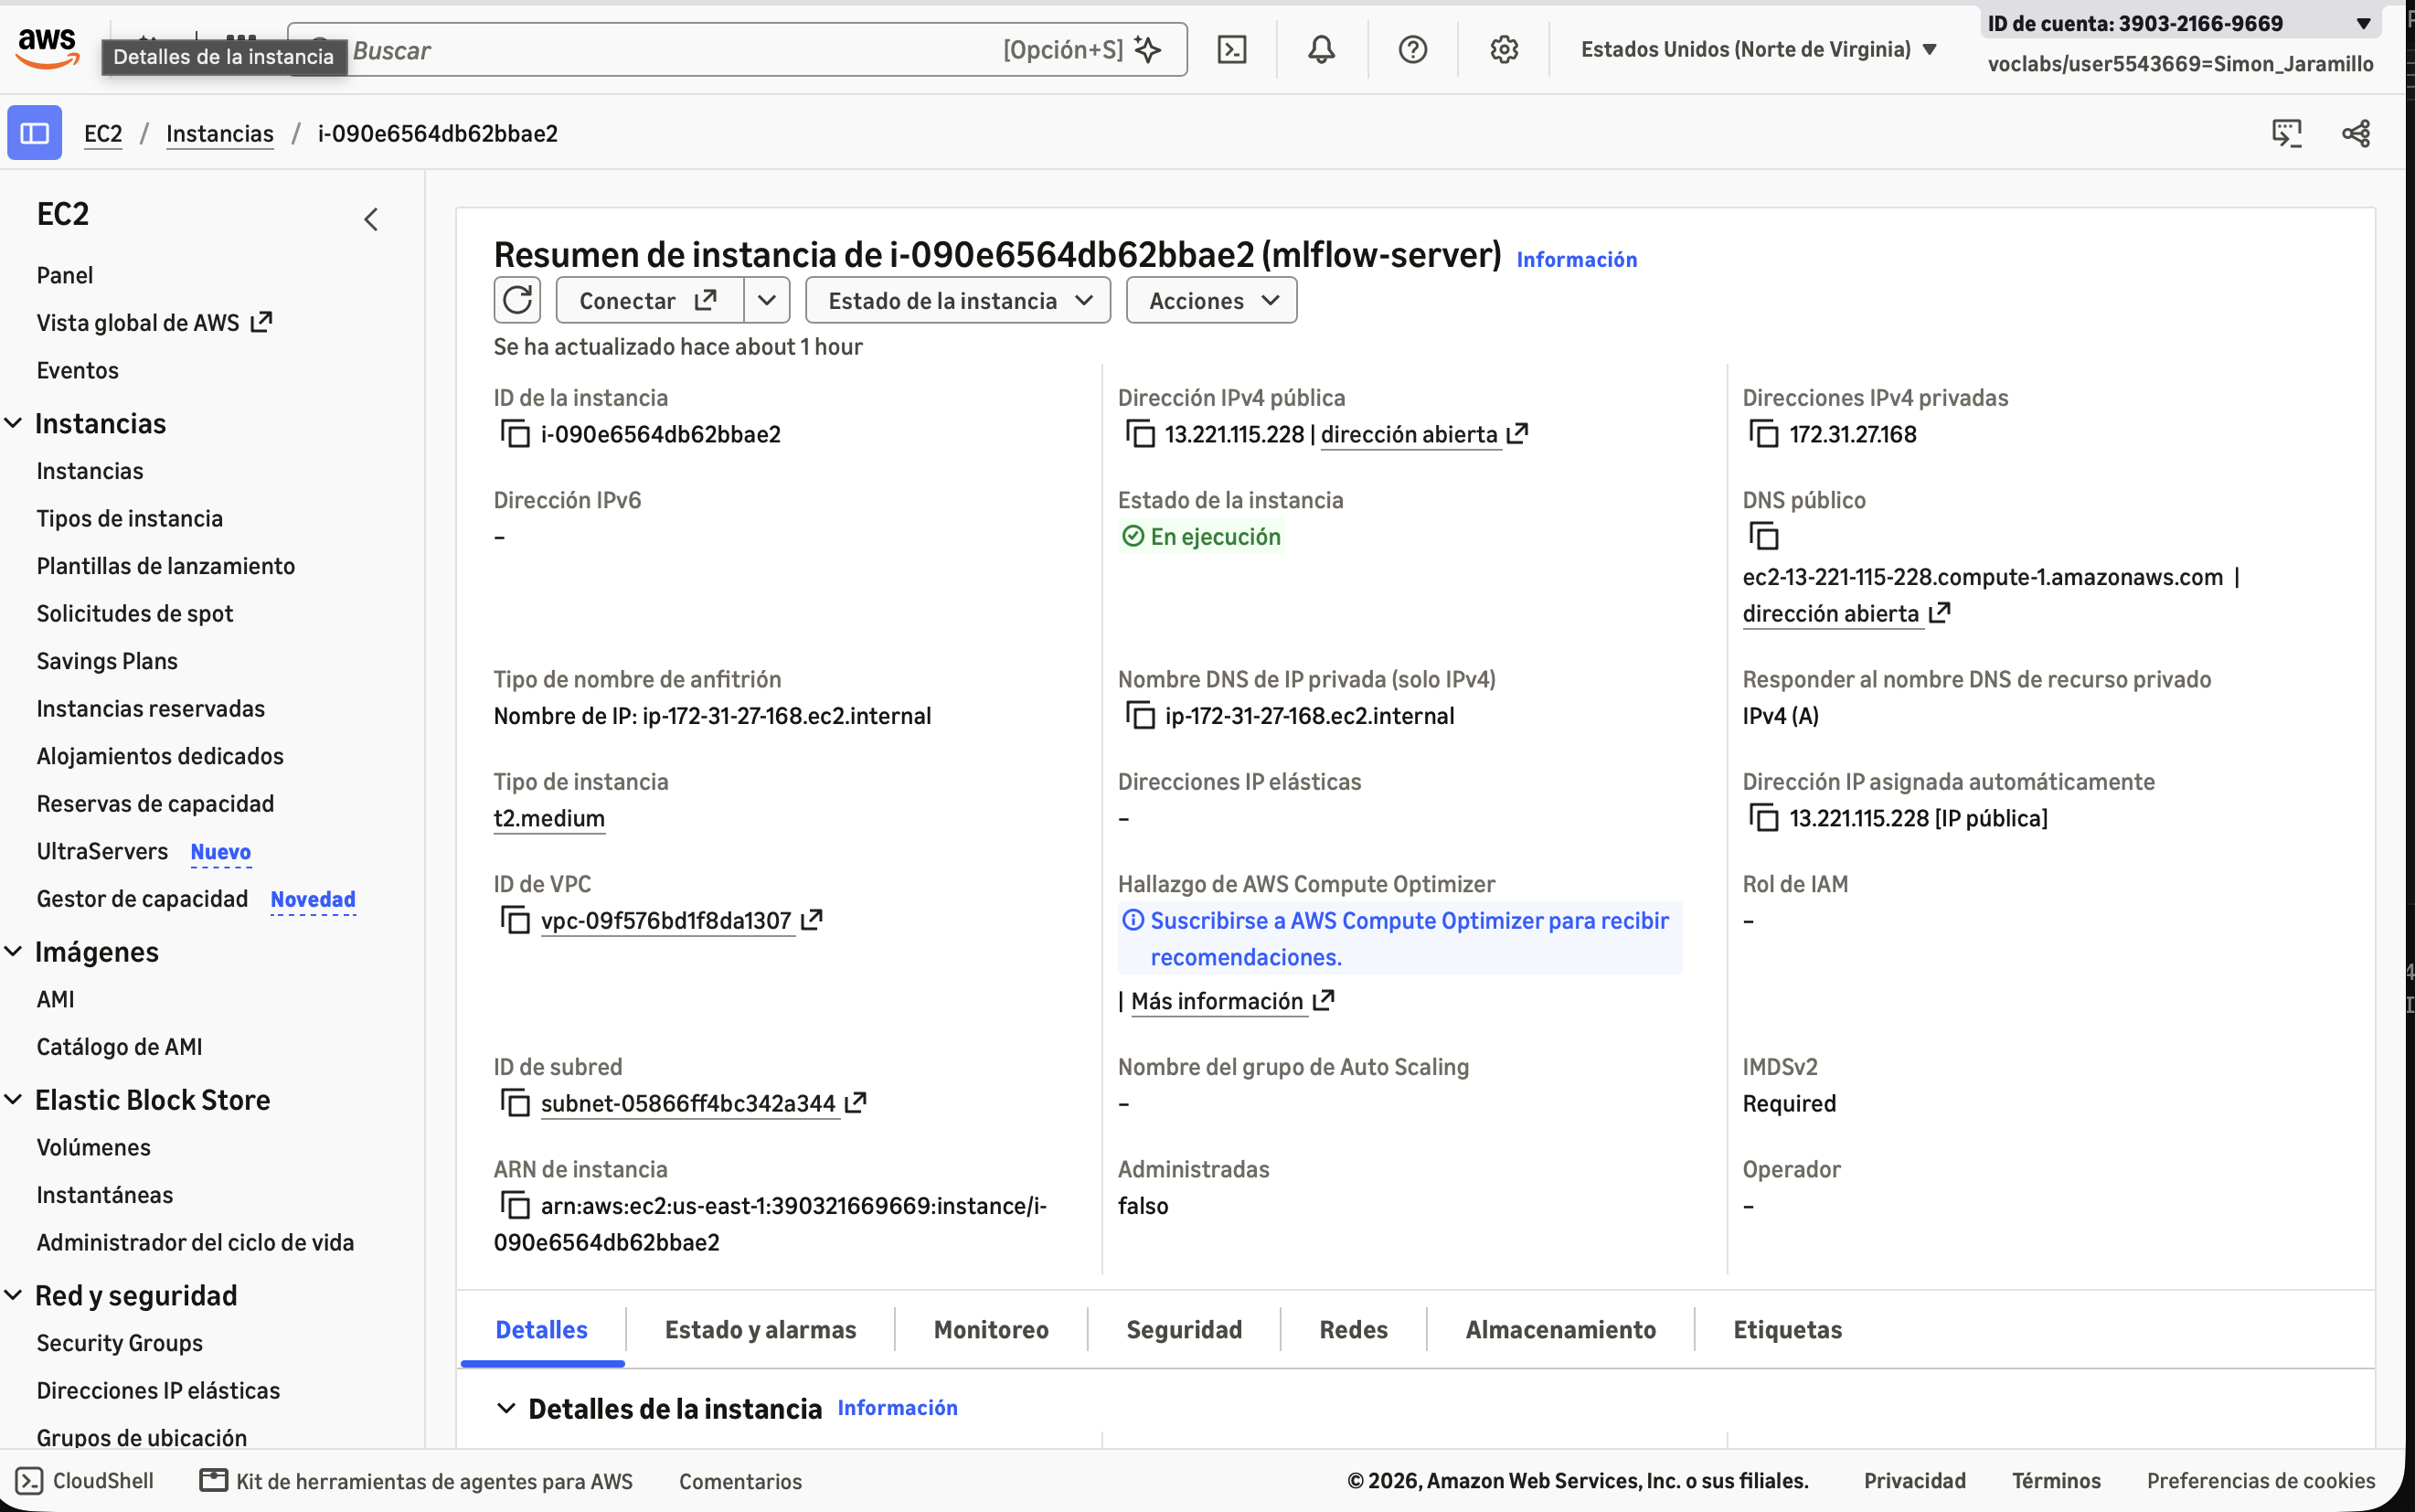 aws
Detalles de la instancia
Buscar
[Opción+S]
Estados Unidos (Norte de Virginia)
ID de cuenta: 3903-2166-9669
voclabs/user5543669=Simon_Jaramillo
EC2 / Instancias / i-090e6564db62bbae2
EC2
Panel
Vista global de AWS
Eventos
Instancias
Instancias
Tipos de instancia
Plantillas de lanzamiento
Solicitudes de spot
Savings Plans
Instancias reservadas
Alojamientos dedicados
Reservas de capacidad
UltraServers Nuevo
Gestor de capacidad Novedad
Imágenes
AMI
Catálogo de AMI
Elastic Block Store
Volúmenes
Instantáneas
Administrador del ciclo de vida
Red y seguridad
Security Groups
Direcciones IP elásticas
Grupos de ubicación
Resumen de instancia de i-090e6564db62bbae2 (mlflow-server) Información
Conectar
Estado de la instancia
Acciones
Se ha actualizado hace about 1 hour
ID de la instancia
i-090e6564db62bbae2
Dirección IPv4 pública
13.221.115.228 | dirección abierta
Direcciones IPv4 privadas
172.31.27.168
Dirección IPv6
–
Estado de la instancia
En ejecución
DNS público
ec2-13-221-115-228.compute-1.amazonaws.com |
dirección abierta
Tipo de nombre de anfitrión
Nombre de IP: ip-172-31-27-168.ec2.internal
Nombre DNS de IP privada (solo IPv4)
ip-172-31-27-168.ec2.internal
Responder al nombre DNS de recurso privado
IPv4 (A)
Tipo de instancia
t2.medium
Direcciones IP elásticas
–
Dirección IP asignada automáticamente
13.221.115.228 [IP pública]
ID de VPC
vpc-09f576bd1f8da1307
Hallazgo de AWS Compute Optimizer
Suscribirse a AWS Compute Optimizer para recibir
recomendaciones.
| Más información
Rol de IAM
–
ID de subred
subnet-05866ff4bc342a344
Nombre del grupo de Auto Scaling
–
IMDSv2
Required
ARN de instancia
arn:aws:ec2:us-east-1:390321669669:instance/i-
090e6564db62bbae2
Administradas
falso
Operador
–
Detalles
Estado y alarmas
Monitoreo
Seguridad
Redes
Almacenamiento
Etiquetas
Detalles de la instancia Información
CloudShell
Kit de herramientas de agentes para AWS
Comentarios
© 2026, Amazon Web Services, Inc. o sus filiales.
Privacidad
Términos
Preferencias de cookies